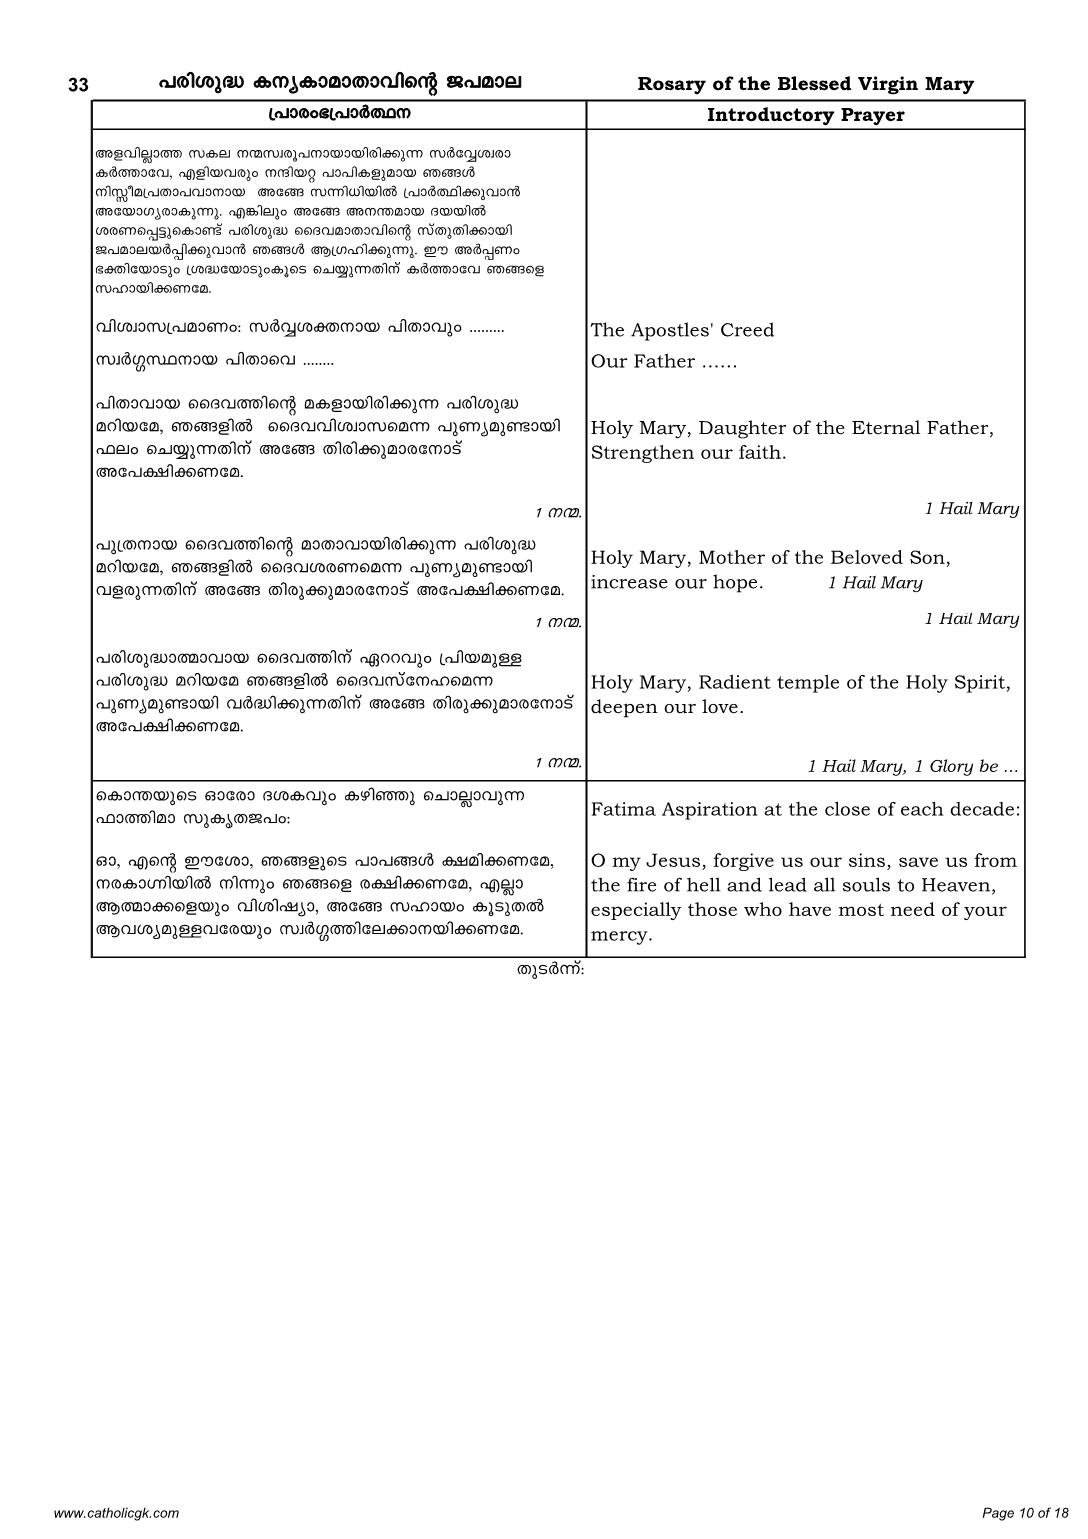 33
പരിശുദ്ധ കന്യകാമാതാവിന്റെ ജപമാല
Rosary of the Blessed Virgin Mary
പ്രാരംഭപ്രാർത്ഥന
Introductory Prayer
അളവില്ലാത്ത സകല നന്മസ്വരൂപനായായിരിക്കുന്ന സർവ്വേശ്വരാ
കർത്താവേ, എളിയവരും നന്ദിയറ്റ പാപികളുമായ ഞങ്ങൾ
നിസ്സീമപ്രതാപവാനായ അങ്ങേ സന്നിധിയിൽ പ്രാർത്ഥിക്കുവാൻ
അയോഗ്യരാകുന്നു. എങ്കിലും അങ്ങേ അനന്തമായ ദയയിൽ
ശരണപ്പെട്ടുകൊണ്ട് പരിശുദ്ധ ദൈവമാതാവിന്റെ സ്തുതിക്കായി
ജപമാലയർപ്പിക്കുവാൻ ഞങ്ങൾ ആഗ്രഹിക്കുന്നു. ഈ അർപ്പണം
ഭക്തിയോടും ശ്രദ്ധയോടുംകൂടെ ചെയ്യുന്നതിന് കർത്താവേ ഞങ്ങളെ
സഹായിക്കണമേ.
വിശ്വാസപ്രമാണം: സർവ്വശക്തനായ പിതാവും .........
The Apostles' Creed
സ്വർഗ്ഗസ്ഥനായ പിതാവെ ........
Our Father ……
പിതാവായ ദൈവത്തിന്റെ മകളായിരിക്കുന്ന പരിശുദ്ധ
മറിയമേ, ഞങ്ങളിൽ ദൈവവിശ്വാസമെന്ന പുണ്യമുണ്ടായി
ഫലം ചെയ്യുന്നതിന് അങ്ങേ തിരിക്കുമാരനോട്
അപേക്ഷിക്കണമേ.
Holy Mary, Daughter of the Eternal Father,
Strengthen our faith.
1 നന്മ.
1 Hail Mary
പുത്രനായ ദൈവത്തിന്റെ മാതാവായിരിക്കുന്ന പരിശുദ്ധ
മറിയമേ, ഞങ്ങളിൽ ദൈവശരണമെന്ന പുണ്യമുണ്ടായി
വളരുന്നതിന് അങ്ങേ തിരുക്കുമാരനോട് അപേക്ഷിക്കണമേ.
Holy Mary, Mother of the Beloved Son,
increase our hope. 1 Hail Mary
1 നന്മ.
1 Hail Mary
പരിശുദ്ധാത്മാവായ ദൈവത്തിന് ഏററവും പ്രിയമുള്ള
പരിശുദ്ധ മറിയമേ ഞങ്ങളിൽ ദൈവസ്നേഹമെന്ന
പുണ്യമുണ്ടായി വർദ്ധിക്കുന്നതിന് അങ്ങേ തിരുക്കുമാരനോട്
അപേക്ഷിക്കണമേ.
Holy Mary, Radient temple of the Holy Spirit,
deepen our love.
1 നന്മ.
1 Hail Mary, 1 Glory be …
കൊന്തയുടെ ഓരോ ദശകവും കഴിഞ്ഞു ചൊല്ലാവുന്ന
ഫാത്തിമാ സുകൃതജപം:
Fatima Aspiration at the close of each decade:
ഓ, എന്റെ ഈശോ, ഞങ്ങളുടെ പാപങ്ങൾ ക്ഷമിക്കണമേ,
നരകാഗ്നിയിൽ നിന്നും ഞങ്ങളെ രക്ഷിക്കണമേ, എല്ലാ
ആത്മാക്കളെയും വിശിഷ്യാ, അങ്ങേ സഹായം കൂടുതൽ
ആവശ്യമുള്ളവരേയും സ്വർഗ്ഗത്തിലേക്കാനയിക്കണമേ.
O my Jesus, forgive us our sins, save us from
the fire of hell and lead all souls to Heaven,
especially those who have most need of your
mercy.
തുടർന്ന്:
www.catholicgk.com
Page 10 of 18